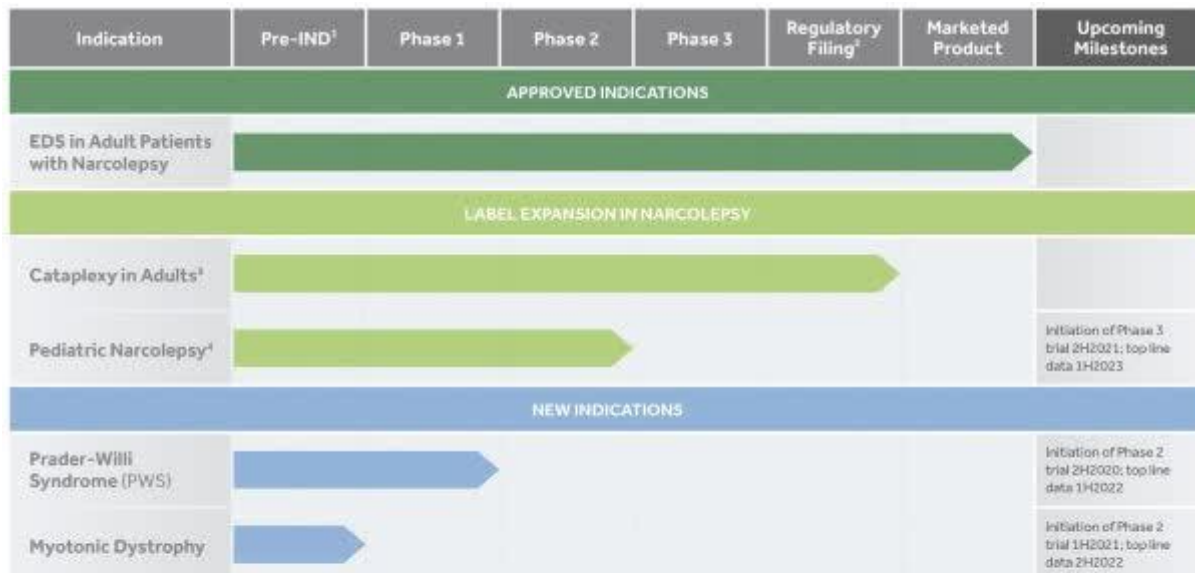 Indication
Pre-IND¹
Phase 1
Phase 2
Phase 3
Regulatory
Filing²
Marketed
Product
Upcoming
Milestones
APPROVED INDICATIONS
EDS in Adult Patients
with Narcolepsy
LABEL EXPANSION IN NARCOLEPSY
Cataplexy in Adults³
Pediatric Narcolepsy⁴
Initiation of Phase 3
trial 2H2021; top line
data 1H2023
NEW INDICATIONS
Prader-Willi
Syndrome (PWS)
Initiation of Phase 2
trial 2H2020; top line
data 1H2022
Myotonic Dystrophy
Initiation of Phase 2
trial 1H2021; top line
data 2H2022